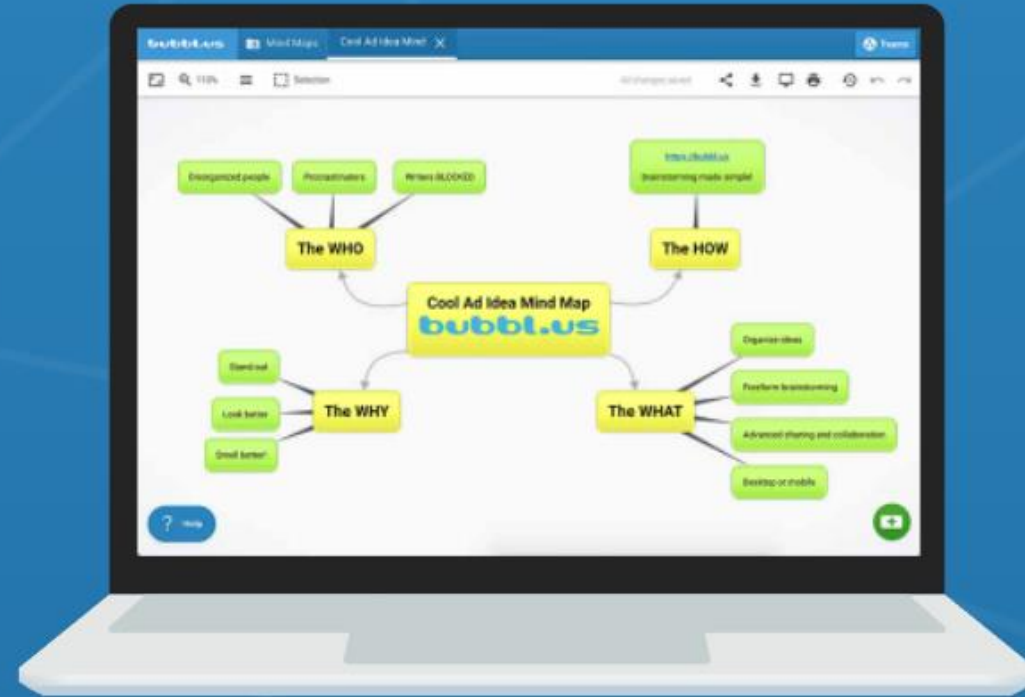 bubbl.us
Mind Maps
Cool Ad Idea Mind
Teams
110%
Selection
All changes saved
Disorganized people
Procrastinators
Writers BLOCKED
https://bubbl.us
Brainstorming made simple!
The WHO
The HOW
Cool Ad Idea Mind Map
bubbl.us
Stand out
Look better
Smell better!
The WHY
The WHAT
Organize ideas
Freeform brainstorming
Advanced sharing and collaboration
Desktop or mobile
? Help